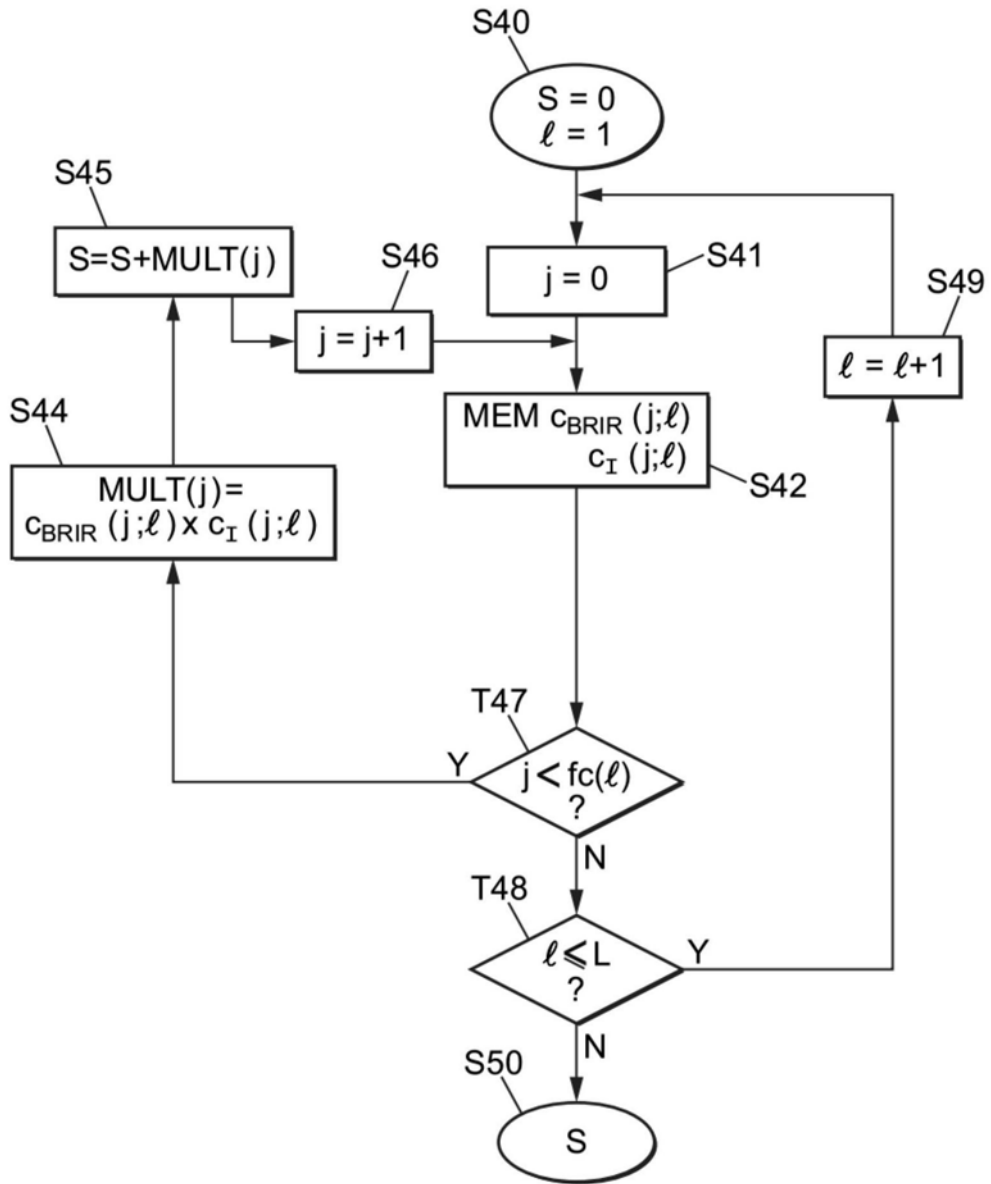 S40
S = 0
ℓ = 1
S45
S=S+MULT(j)
S46
j = j+1
S41
j = 0
S49
ℓ = ℓ+1
S44
MULT(j)=
c_BRIR (j;ℓ) x c_I (j;ℓ)
MEM c_BRIR (j;ℓ)
c_I (j;ℓ)
S42
T47
Y
j < fc(ℓ)
?
N
T48
ℓ ⩽ L
?
Y
N
S50
S